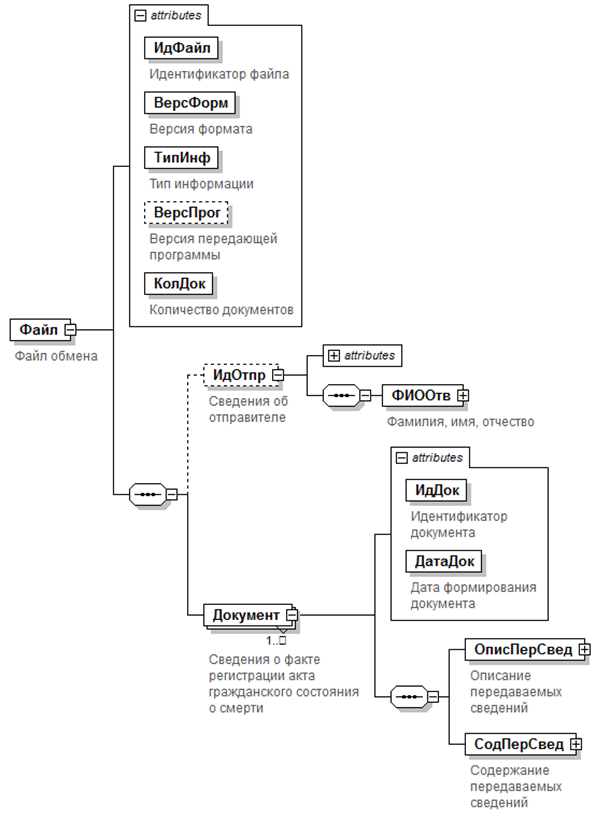 attributes
ИдФайл
Идентификатор файла
ВерсФорм
Версия формата
ТипИнф
Тип информации
ВерсПрог
Версия передающей
программы
КолДок
Количество документов
Файл
Файл обмена
ИдОтпр
Сведения об
отправителе
attributes
ФИООтв
Фамилия, имя, отчество
attributes
ИдДок
Идентификатор
документа
ДатаДок
Дата формирования
документа
Документ
1..□
Сведения о факте
регистрации акта
гражданского состояния
о смерти
ОписПерСвед
Описание
передаваемых
сведений
СодПерСвед
Содержание
передаваемых
сведений